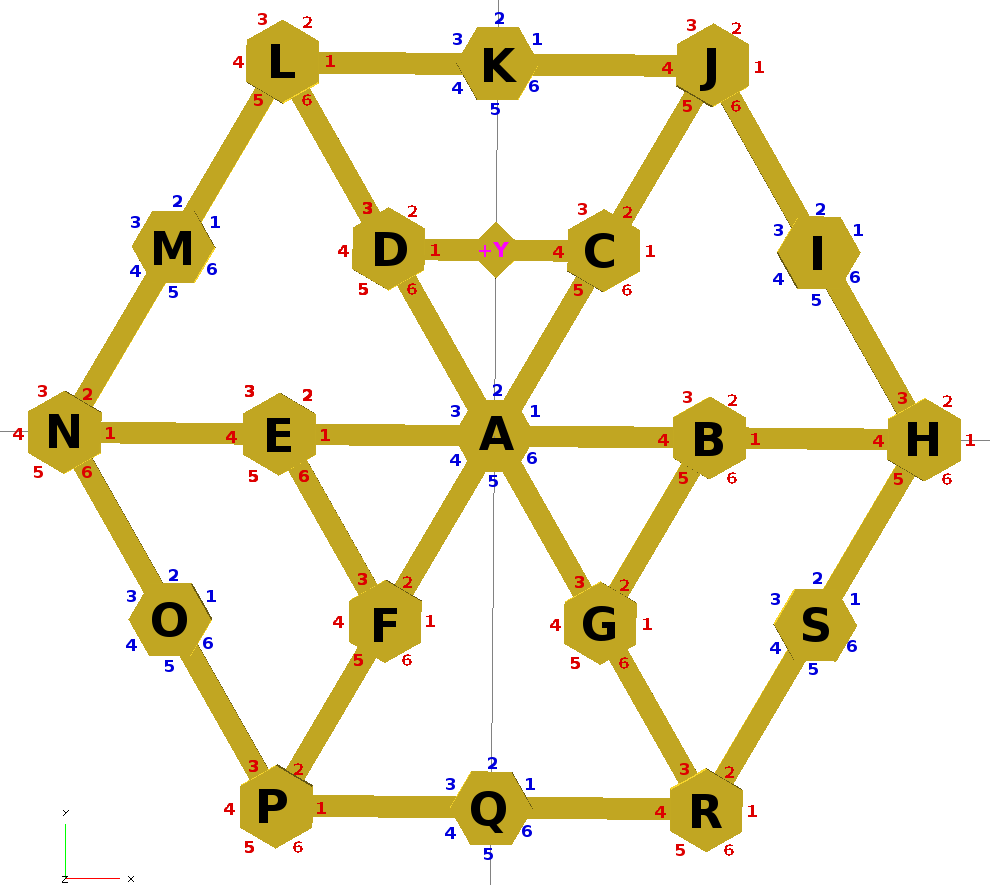 3 2 3 2 1 3 2
4 L 1 K 4 J 1
5 6 4 5 6 5 6
3 2 1 3 2 3 2 3 2 1
M 4 D 1 +Y 4 C 1 I
4 5 6 5 6 5 6 4 5 6
3 2 3 2 3 2 1 3 2 3 2
4 N 1 4 E 1 A 4 B 1 4 H 1
5 6 5 6 4 5 6 5 6 5 6
3 2 1 3 2 3 2 3 2 1
O 4 F 1 4 G 1 S
4 5 6 5 6 5 6 4 5 6
3 2 3 2 1 3 2
4 P 1 Q 4 R 1
5 6 4 5 6 5 6
Y
Z X